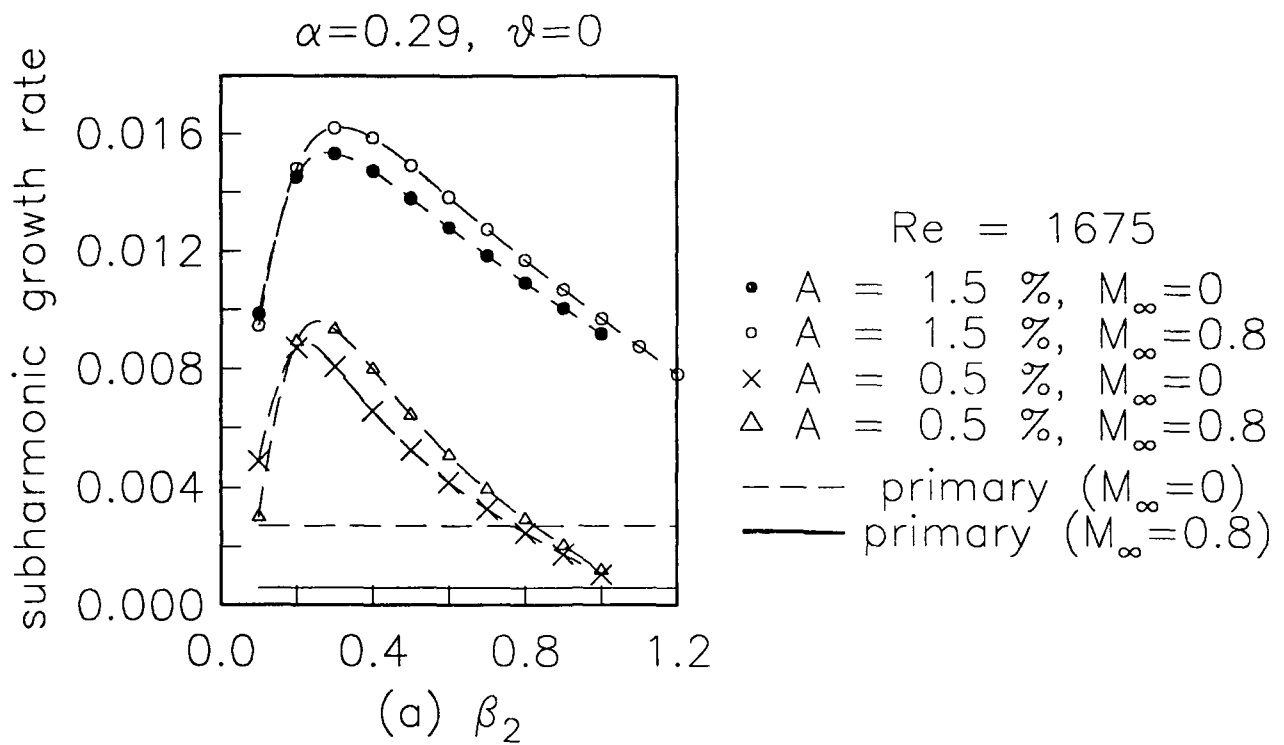 α=0.29, ϑ=0
subharmonic growth rate
0.016
0.012
0.008
0.004
0.000
0.0
0.4
0.8
1.2
(a) β₂
Re = 1675
● A = 1.5 %, M∞=0
○ A = 1.5 %, M∞=0.8
× A = 0.5 %, M∞=0
△ A = 0.5 %, M∞=0.8
primary (M∞=0)
primary (M∞=0.8)